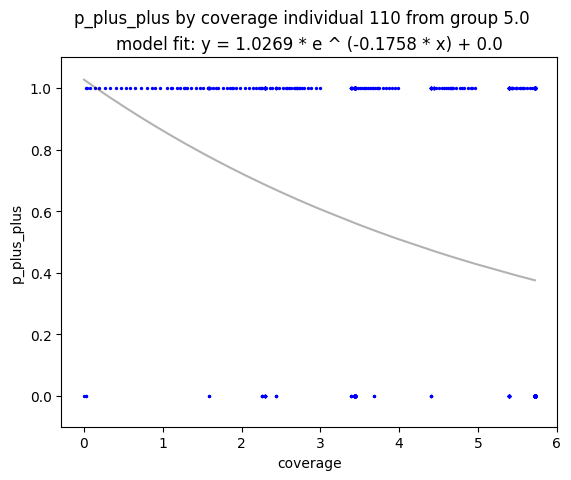 p_plus_plus by coverage individual 110 from group 5.0
model fit: y = 1.0269 * e ^ (-0.1758 * x) + 0.0
1.0
0.8
0.6
0.4
0.2
0.0
p_plus_plus
0 1 2 3 4 5 6
coverage